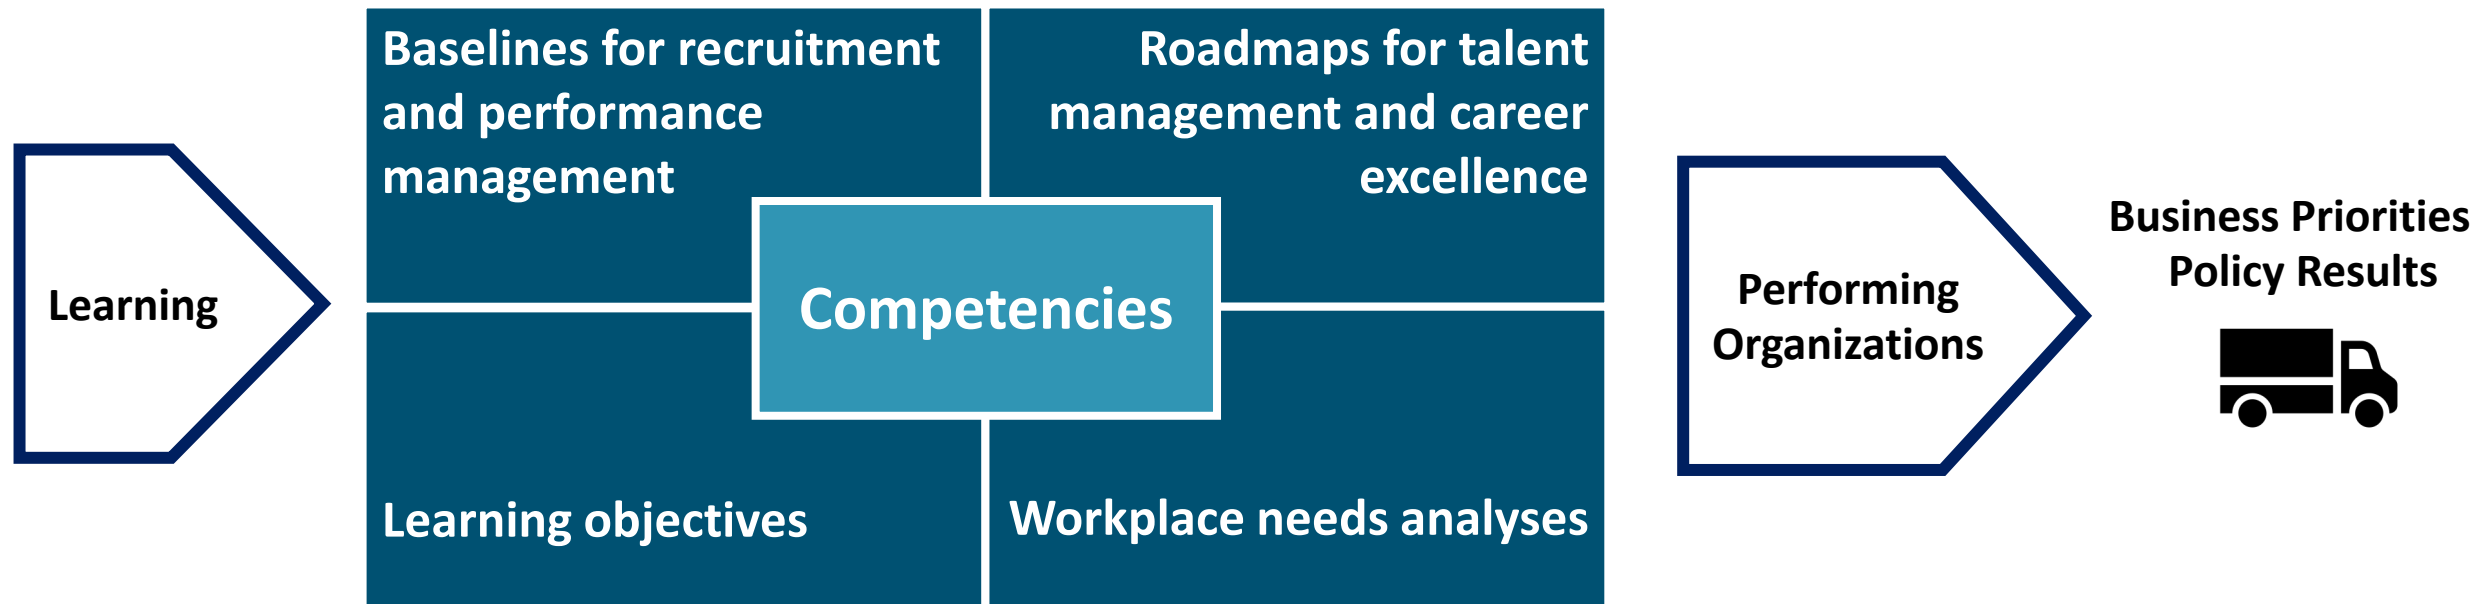 Learning
Baselines for recruitment
and performance
management
Roadmaps for talent
management and career
excellence
Competencies
Learning objectives
Workplace needs analyses
Performing
Organizations
Business Priorities
Policy Results